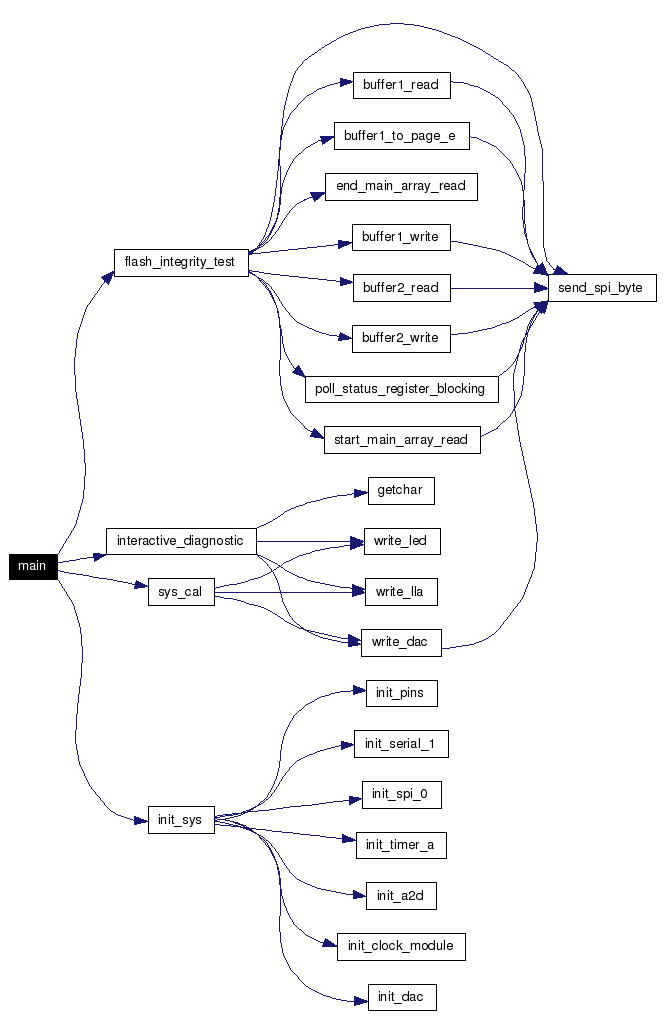 buffer1_read
buffer1_to_page_e
end_main_array_read
buffer1_write
flash_integrity_test
buffer2_read
send_spi_byte
buffer2_write
poll_status_register_blocking
start_main_array_read
getchar
interactive_diagnostic
write_led
main
sys_cal
write_lla
write_dac
init_pins
init_serial_1
init_spi_0
init_sys
init_timer_a
init_a2d
init_clock_module
init_dac